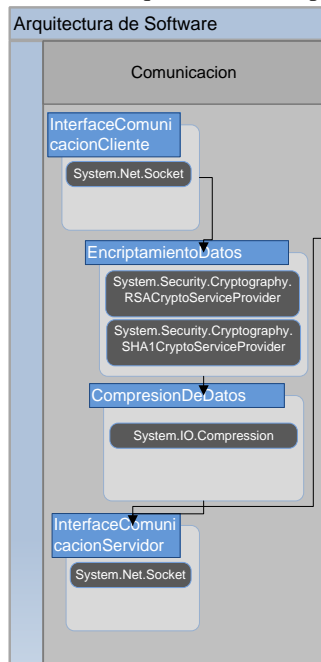 Arquitectura de Software
Comunicacion
InterfaceComuni
cacionCliente
System.Net.Socket
EncriptamientoDatos
System.Security.Cryptography.
RSACryptoServiceProvider
System.Security.Cryptography.
SHA1CryptoServiceProvider
CompresionDeDatos
System.IO.Compression
InterfaceComuni
cacionServidor
System.Net.Socket